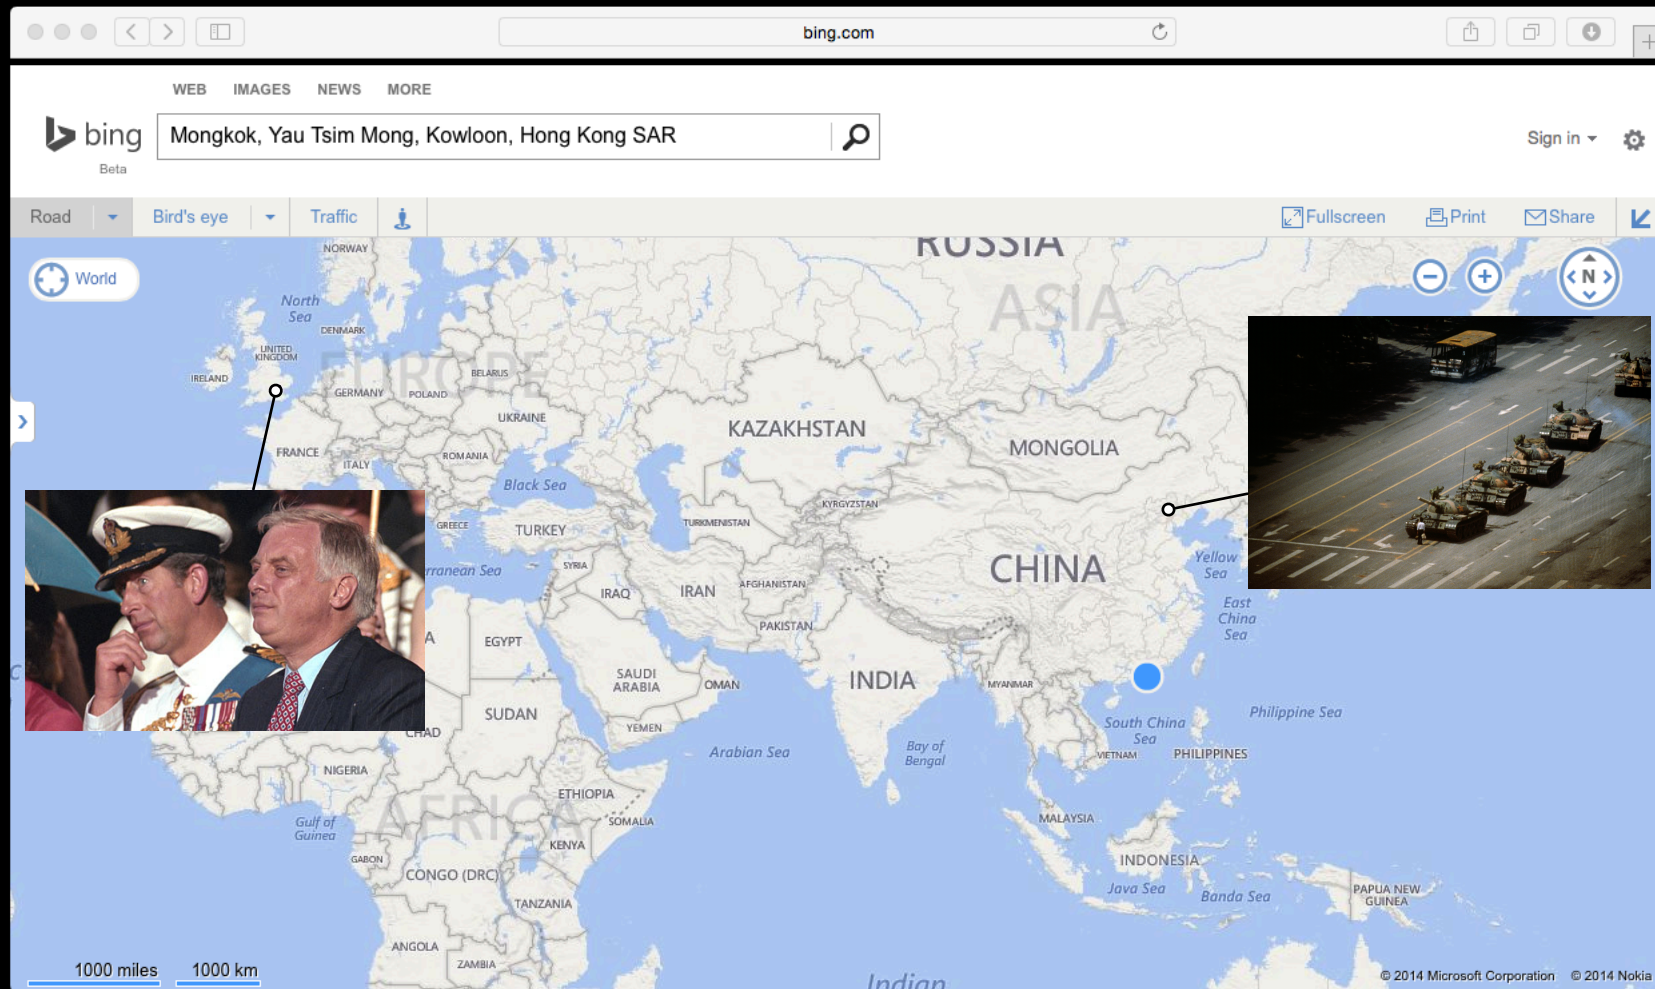 bing.com
WEB IMAGES NEWS MORE
bing
Beta
Mongkok, Yau Tsim Mong, Kowloon, Hong Kong SAR
Sign in
Road Bird's eye Traffic
Fullscreen Print Share
World
N
RUSSIA
ASIA
EUROPE
AFRICA
NORWAY
North
Sea
DENMARK
UNITED
KINGDOM
IRELAND
GERMANY
POLAND
BELARUS
UKRAINE
FRANCE
ITALY
ROMANIA
Black Sea
GREECE
TURKEY
KAZAKHSTAN
MONGOLIA
KYRGYZSTAN
TURKMENISTAN
CHINA
Yellow
Sea
East
China
Sea
rranean Sea
SYRIA
IRAQ
IRAN
AFGHANISTAN
PAKISTAN
A
EGYPT
SAUDI
ARABIA
OMAN
INDIA
MYANMAR
SUDAN
YEMEN
CHAD
Arabian Sea
Bay of
Bengal
South China
Sea
VIETNAM
PHILIPPINES
Philippine Sea
NIGERIA
ETHIOPIA
SOMALIA
Gulf of
Guinea
GABON
KENYA
CONGO (DRC)
TANZANIA
MALAYSIA
INDONESIA
Java Sea
Banda Sea
PAPUA NEW
GUINEA
ANGOLA
ZAMBIA
Indian
1000 miles 1000 km
© 2014 Microsoft Corporation © 2014 Nokia